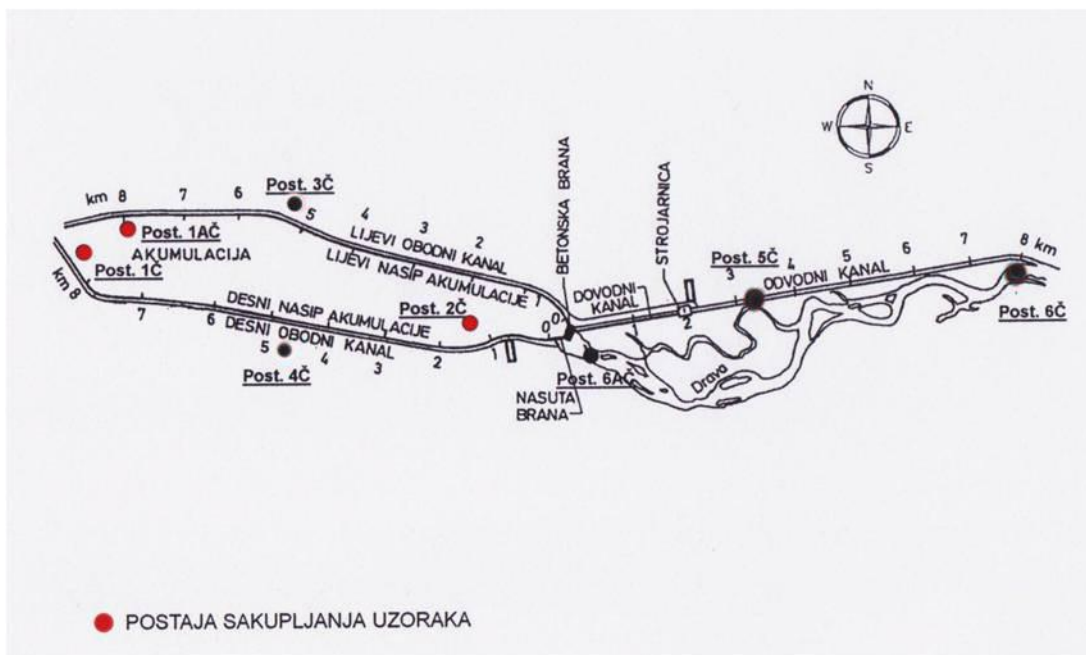 N
W E
S
km 8 7 6 5 4 3 2 1 0
Post. 3Č
LIJEVI OBODNI KANAL
LIJEVI NASIP AKUMULACIJE
Post. 1AČ
AKUMULACIJA
Post. 1Č
km 8 7 6 5 4 3 2 1 0
DESNI NASIP AKUMULACIJE
DESNI OBODNI KANAL
Post. 2Č
Post. 4Č
BETONSKA BRANA
STROJARNICA
DOVODNI
KANAL
1 2 3 4 5 6 7 8 km
Post. 5Č
ODVODNI KANAL
Post. 6Č
Post. 6AČ
Drava
NASUTA
BRANA
POSTAJA SAKUPLJANJA UZORAKA